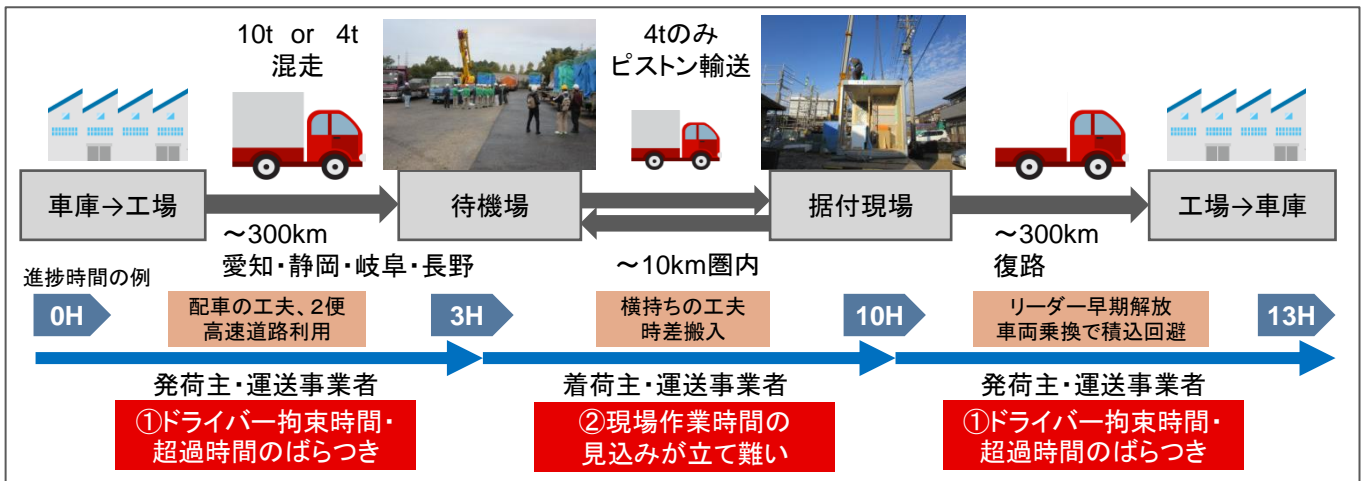 10t or 4t
混走
4tのみ
ピストン輸送
車庫→工場
待機場
据付現場
工場→車庫
～300km
愛知・静岡・岐阜・長野
～10km圏内
～300km
復路
進捗時間の例
0H
配車の工夫、2便
高速道路利用
3H
横持ちの工夫
時差搬入
10H
リーダー早期解放
車両乗換で積込回避
13H
発荷主・運送事業者
着荷主・運送事業者
発荷主・運送事業者
①ドライバー拘束時間・
超過時間のばらつき
②現場作業時間の
見込みが立て難い
①ドライバー拘束時間・
超過時間のばらつき